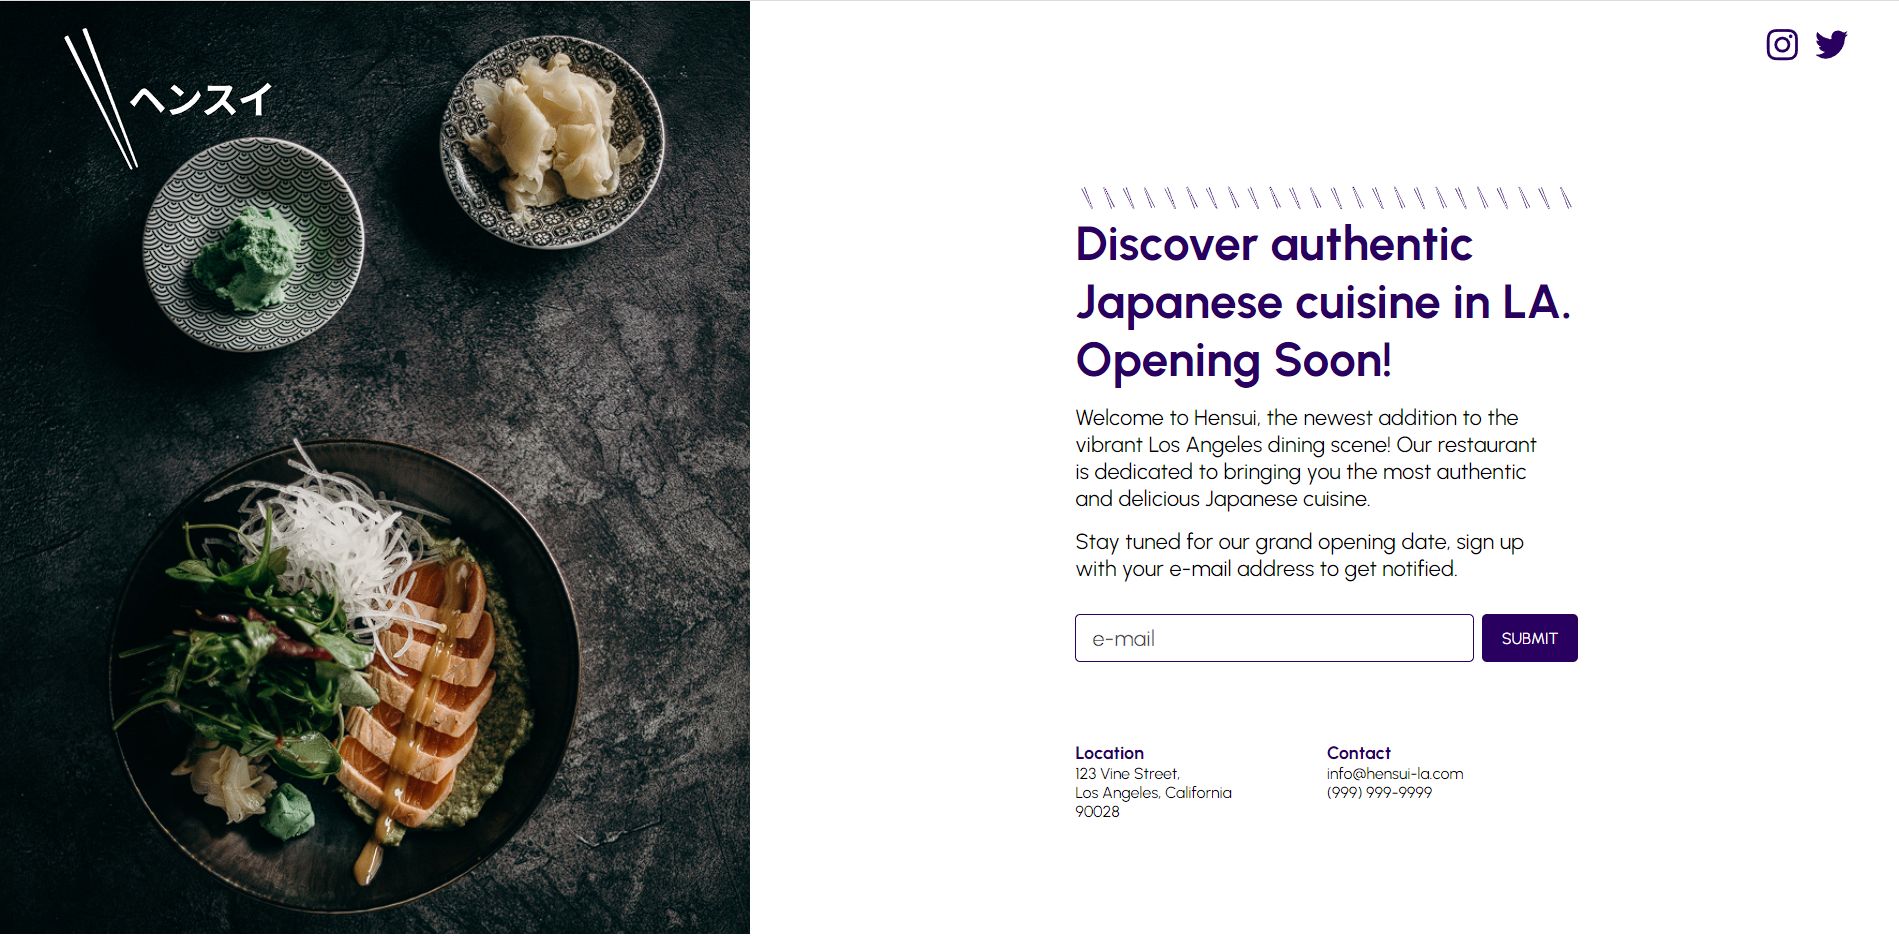 ヘンスイ
Discover authentic
Japanese cuisine in LA.
Opening Soon!
Welcome to Hensui, the newest addition to the
vibrant Los Angeles dining scene! Our restaurant
is dedicated to bringing you the most authentic
and delicious Japanese cuisine.
Stay tuned for our grand opening date, sign up
with your e-mail address to get notified.
e-mail
SUBMIT
Location
123 Vine Street,
Los Angeles, California
90028
Contact
info@hensui-la.com
(999) 999-9999